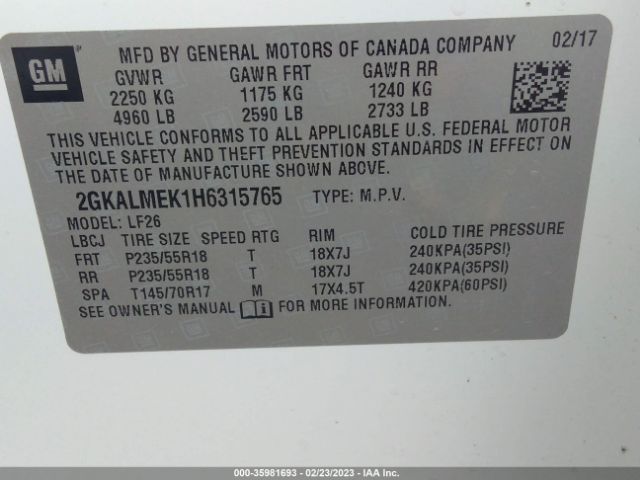 GM
MFD BY GENERAL MOTORS OF CANADA COMPANY 02/17
GVWR GAWR FRT GAWR RR
2250 KG 1175 KG 1240 KG
4960 LB 2590 LB 2733 LB
THIS VEHICLE CONFORMS TO ALL APPLICABLE U.S. FEDERAL MOTOR
VEHICLE SAFETY AND THEFT PREVENTION STANDARDS IN EFFECT ON
THE DATE OF MANUFACTURE SHOWN ABOVE.
2GKALMEK1H6315765 TYPE: M.P.V.
MODEL: LF26
LBCJ TIRE SIZE SPEED RTG RIM COLD TIRE PRESSURE
FRT P235/55R18 T 18X7J 240KPA(35PSI)
RR P235/55R18 T 18X7J 240KPA(35PSI)
SPA T145/70R17 M 17X4.5T 420KPA(60PSI)
SEE OWNER'S MANUAL FOR MORE INFORMATION.
000-35981693 - 02/23/2023 - IAA Inc.